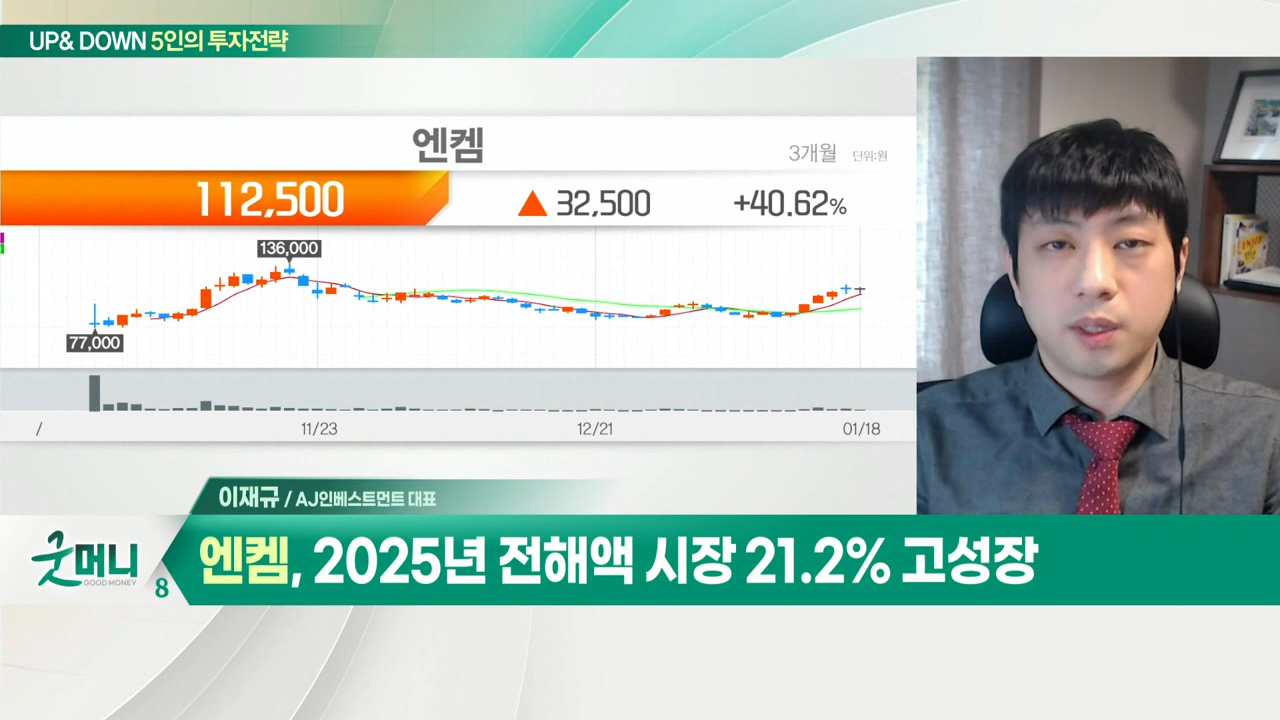 UP& DOWN 5인의 투자전략
엔켐
3개월 단위:원
112,500 ▲ 32,500 +40.62%
136,000
77,000
/ 11/23 12/21 01/18
이재규 / AJ인베스트먼트 대표
굿머니
GOOD MONEY
8
엔켐, 2025년 전해액 시장 21.2% 고성장
ENJOY